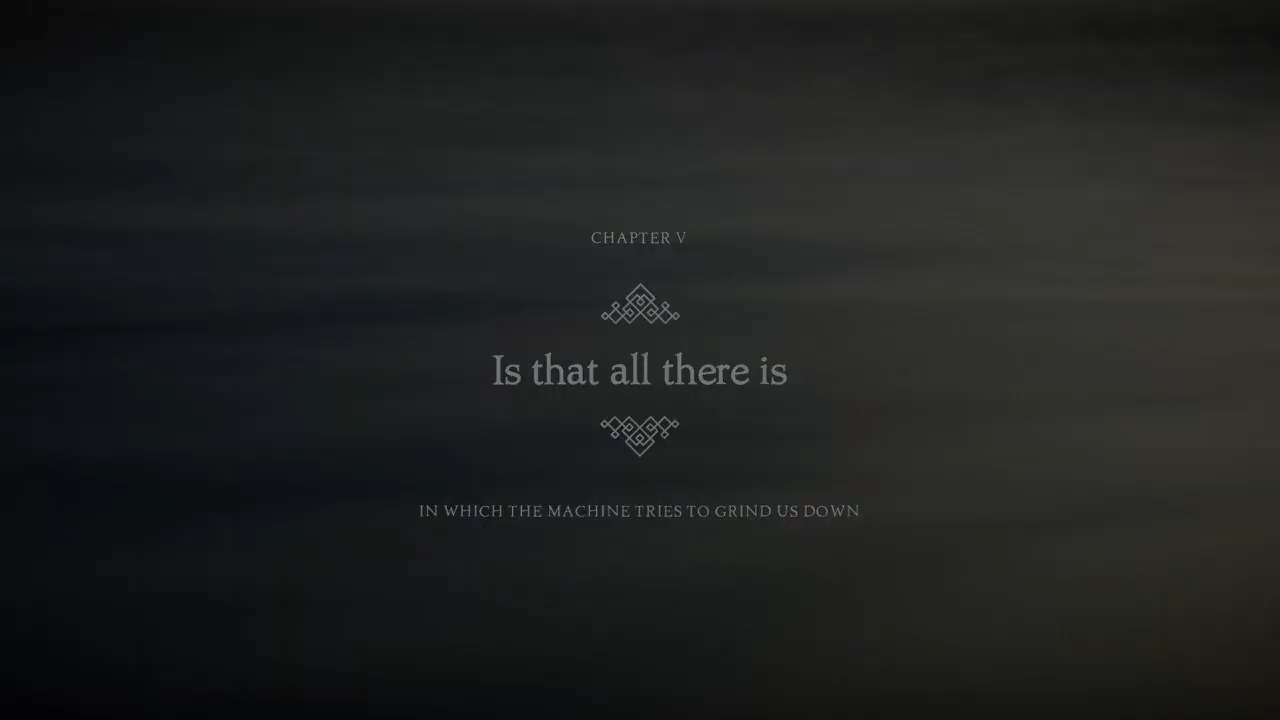 CHAPTER V
Is that all there is
IN WHICH THE MACHINE TRIES TO GRIND US DOWN